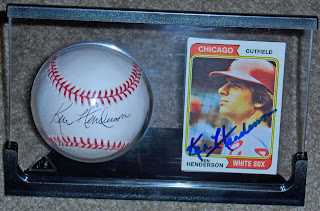 Ken Henderson
CHICAGO OUTFIELD
Ken Henderson
KEN
HENDERSON
WHITE SOX